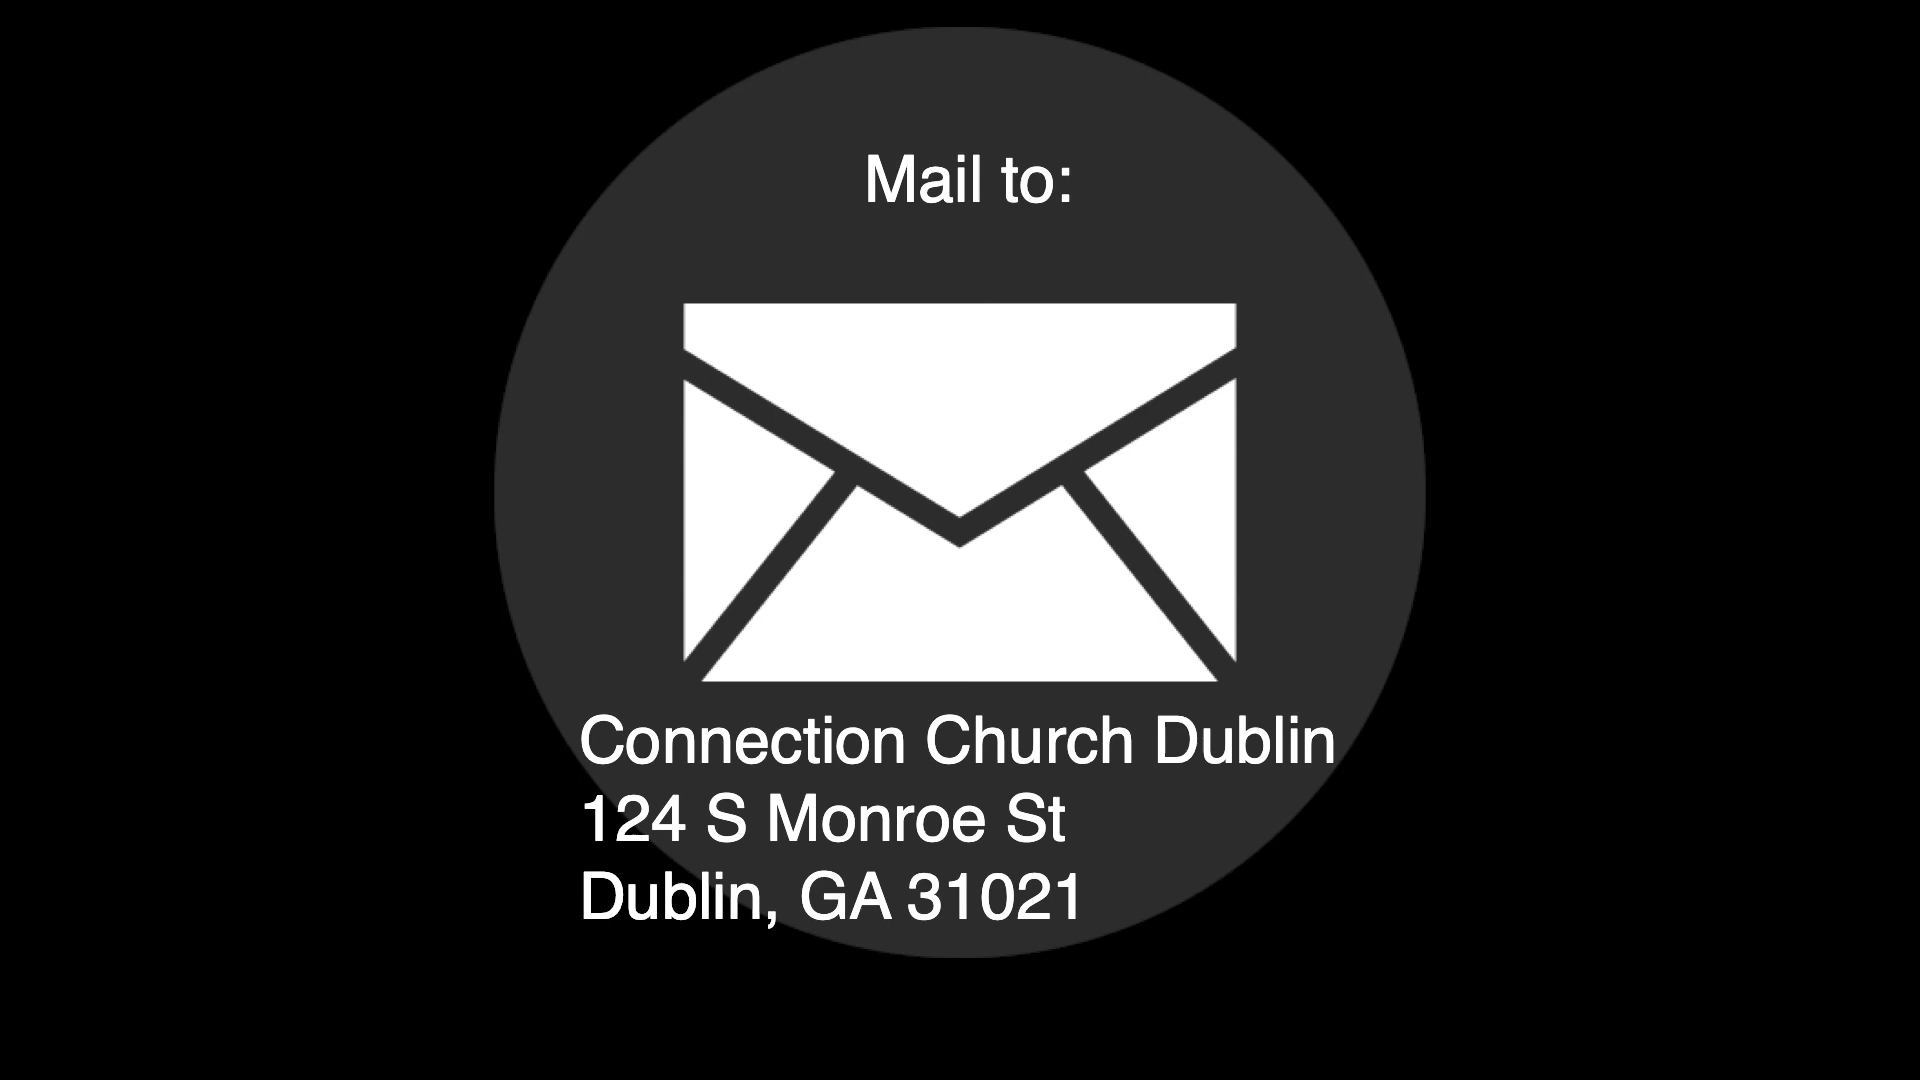 Mail to:
Connection Church Dublin
124 S Monroe St
Dublin, GA 31021